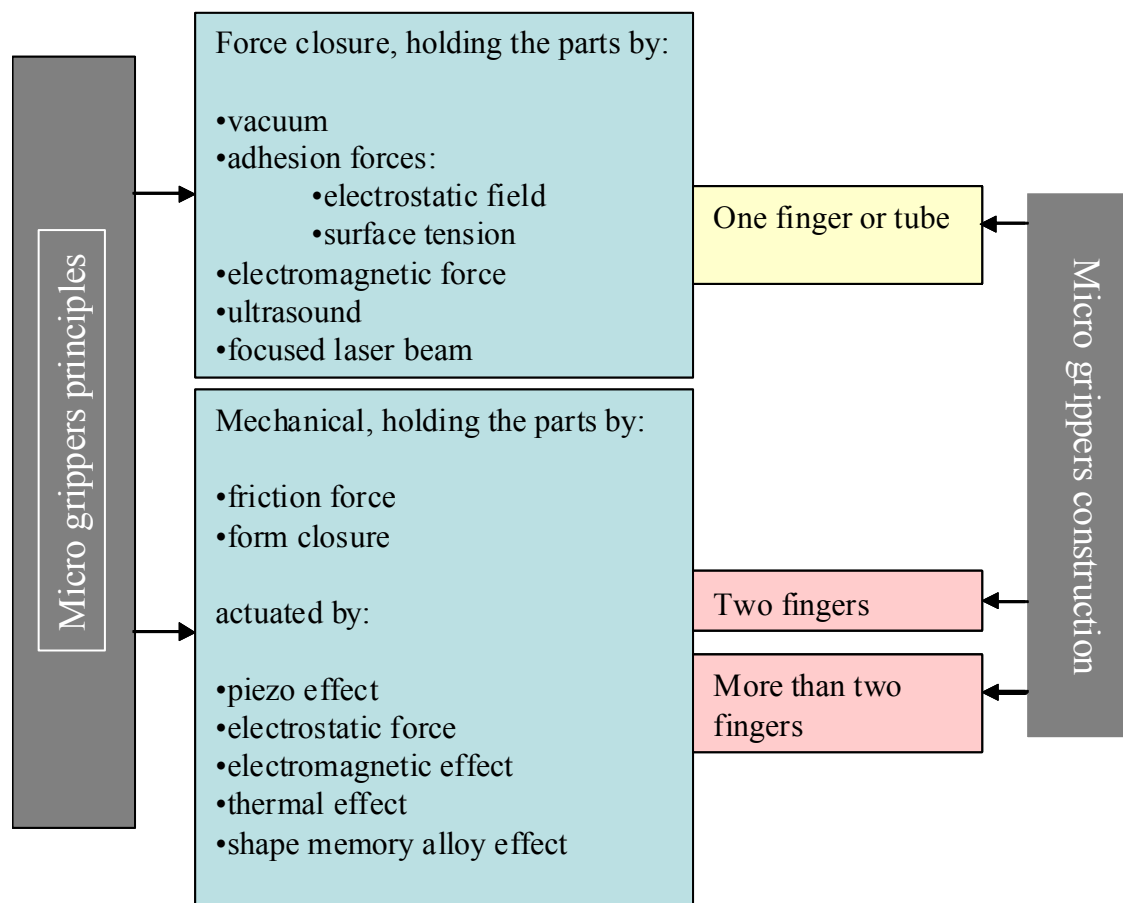 Micro grippers principles
Force closure, holding the parts by:
•vacuum
•adhesion forces:
•electrostatic field
•surface tension
•electromagnetic force
•ultrasound
•focused laser beam
Mechanical, holding the parts by:
•friction force
•form closure
actuated by:
•piezo effect
•electrostatic force
•electromagnetic effect
•thermal effect
•shape memory alloy effect
One finger or tube
Two fingers
More than two
fingers
Micro grippers construction